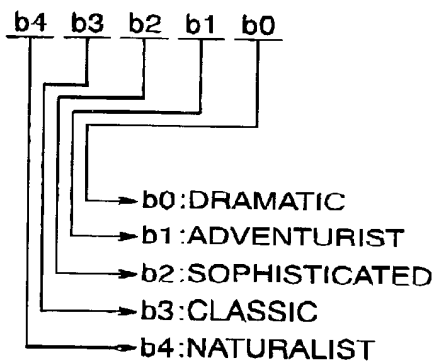 b4 b3 b2 b1 b0
b0:DRAMATIC
b1:ADVENTURIST
b2:SOPHISTICATED
b3:CLASSIC
b4:NATURALIST